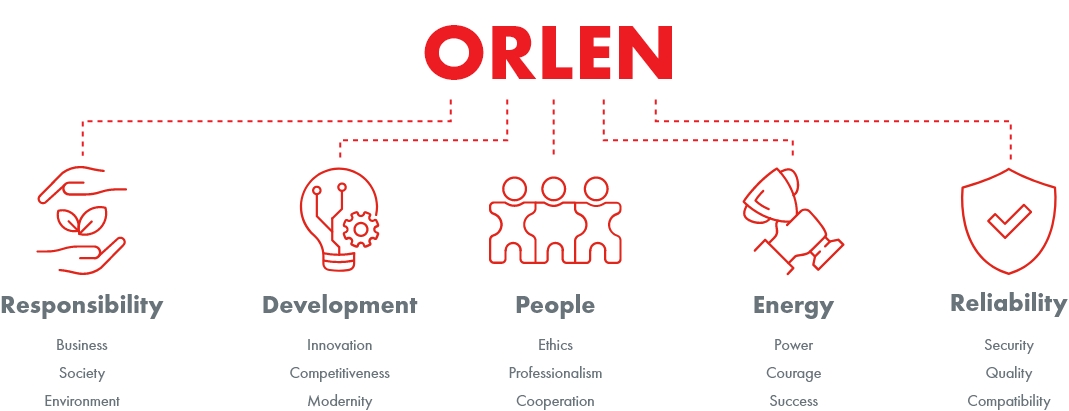 ORLEN
Responsibility
Business
Society
Environment
Development
Innovation
Competitiveness
Modernity
People
Ethics
Professionalism
Cooperation
Energy
Power
Courage
Success
Reliability
Security
Quality
Compatibility